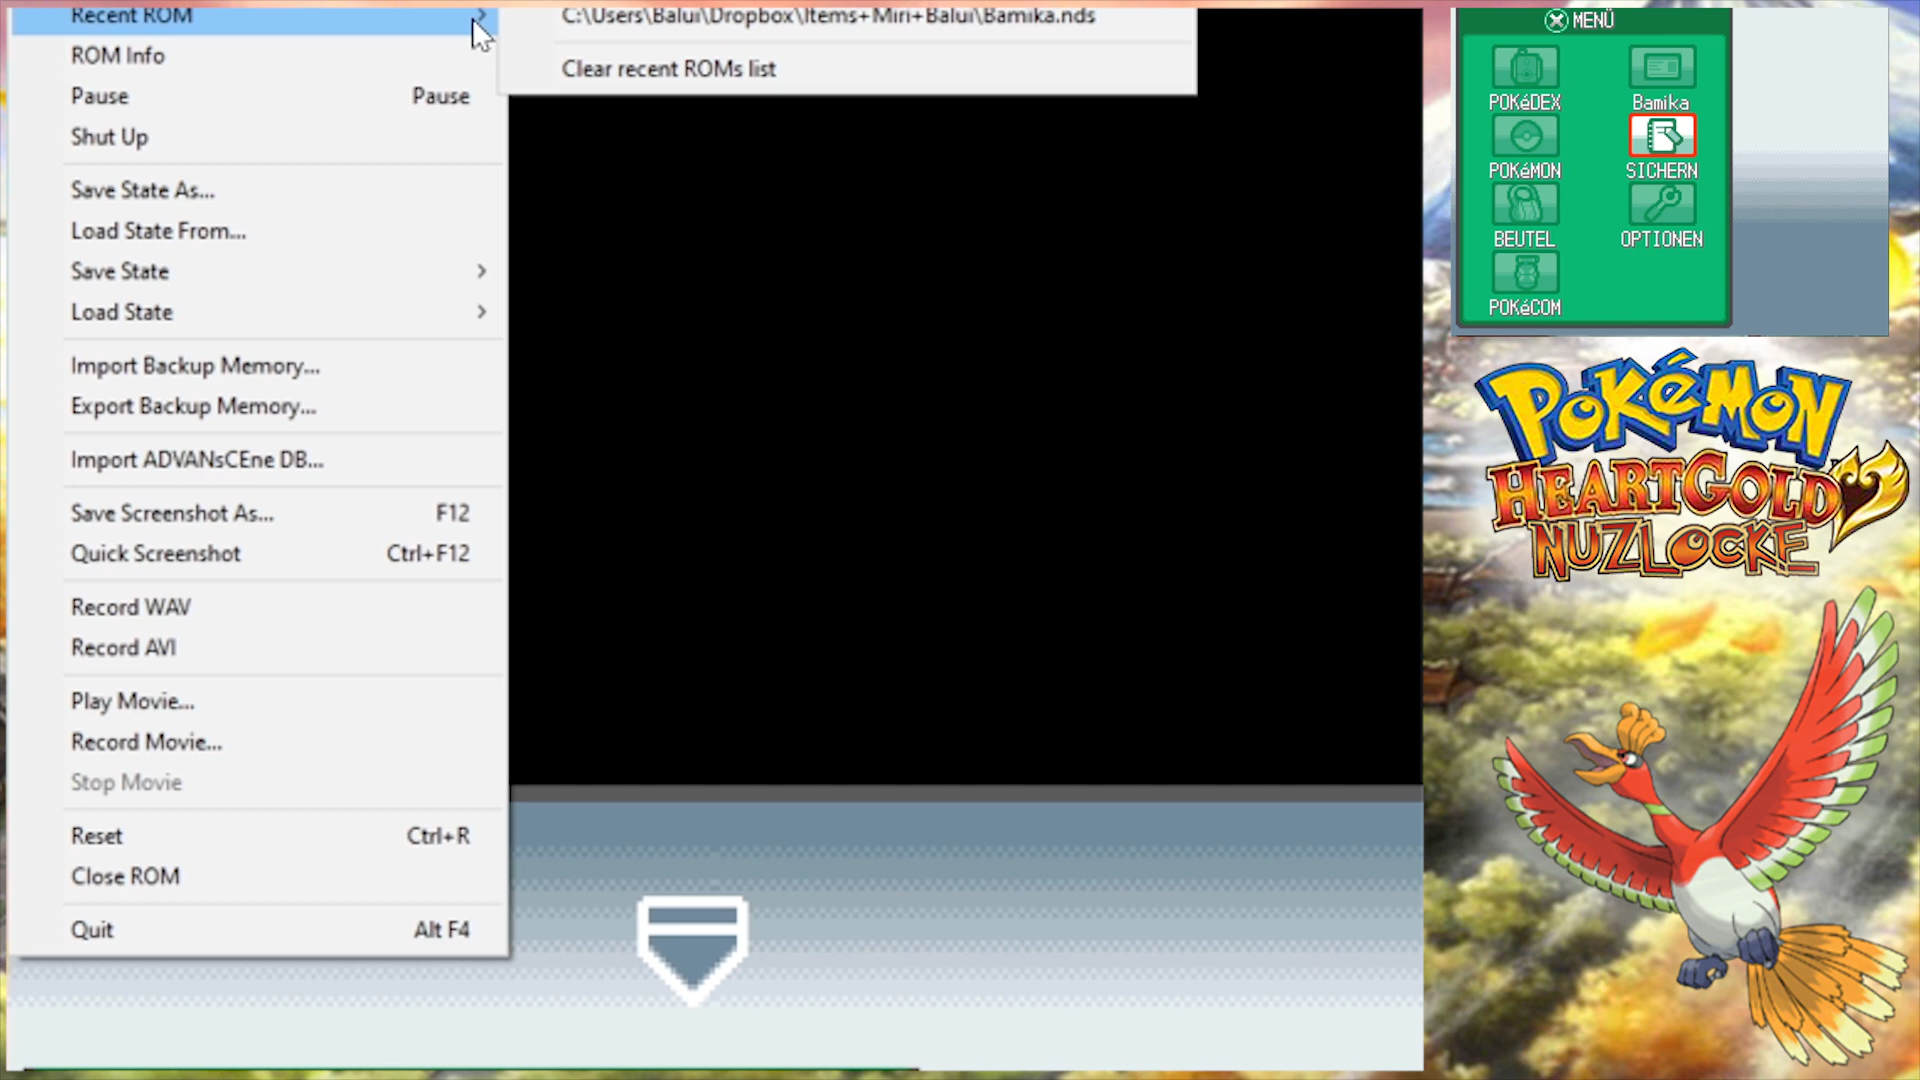 Recent ROM
C:\Users\Balui\Dropbox\Items+Miri+Balui\Bamika.nds
Clear recent ROMs list
ROM Info
Pause Pause
Shut Up
Save State As...
Load State From...
Save State
Load State
Import Backup Memory...
Export Backup Memory...
Import ADVANsCEne DB...
Save Screenshot As... F12
Quick Screenshot Ctrl+F12
Record WAV
Record AVI
Play Movie...
Record Movie...
Stop Movie
Reset Ctrl+R
Close ROM
Quit Alt F4
MENÜ
POKéDEX Bamika
POKéMON SICHERN
BEUTEL OPTIONEN
POKéCOM
POKéMON
HEARTGOLD
NUZLOCKE